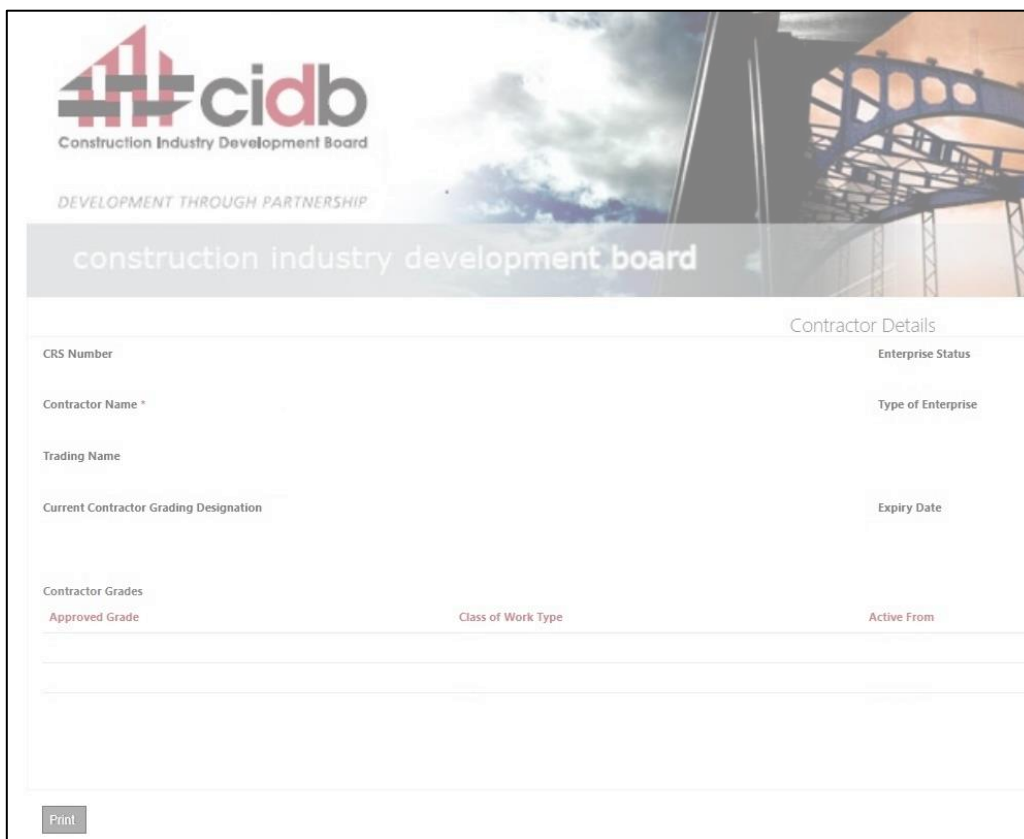 cidb
Construction Industry Development Board
DEVELOPMENT THROUGH PARTNERSHIP
construction industry development board
Contractor Details
CRS Number
Enterprise Status
Contractor Name *
Type of Enterprise
Trading Name
Current Contractor Grading Designation
Expiry Date
Contractor Grades
Approved Grade
Class of Work Type
Active From
Print